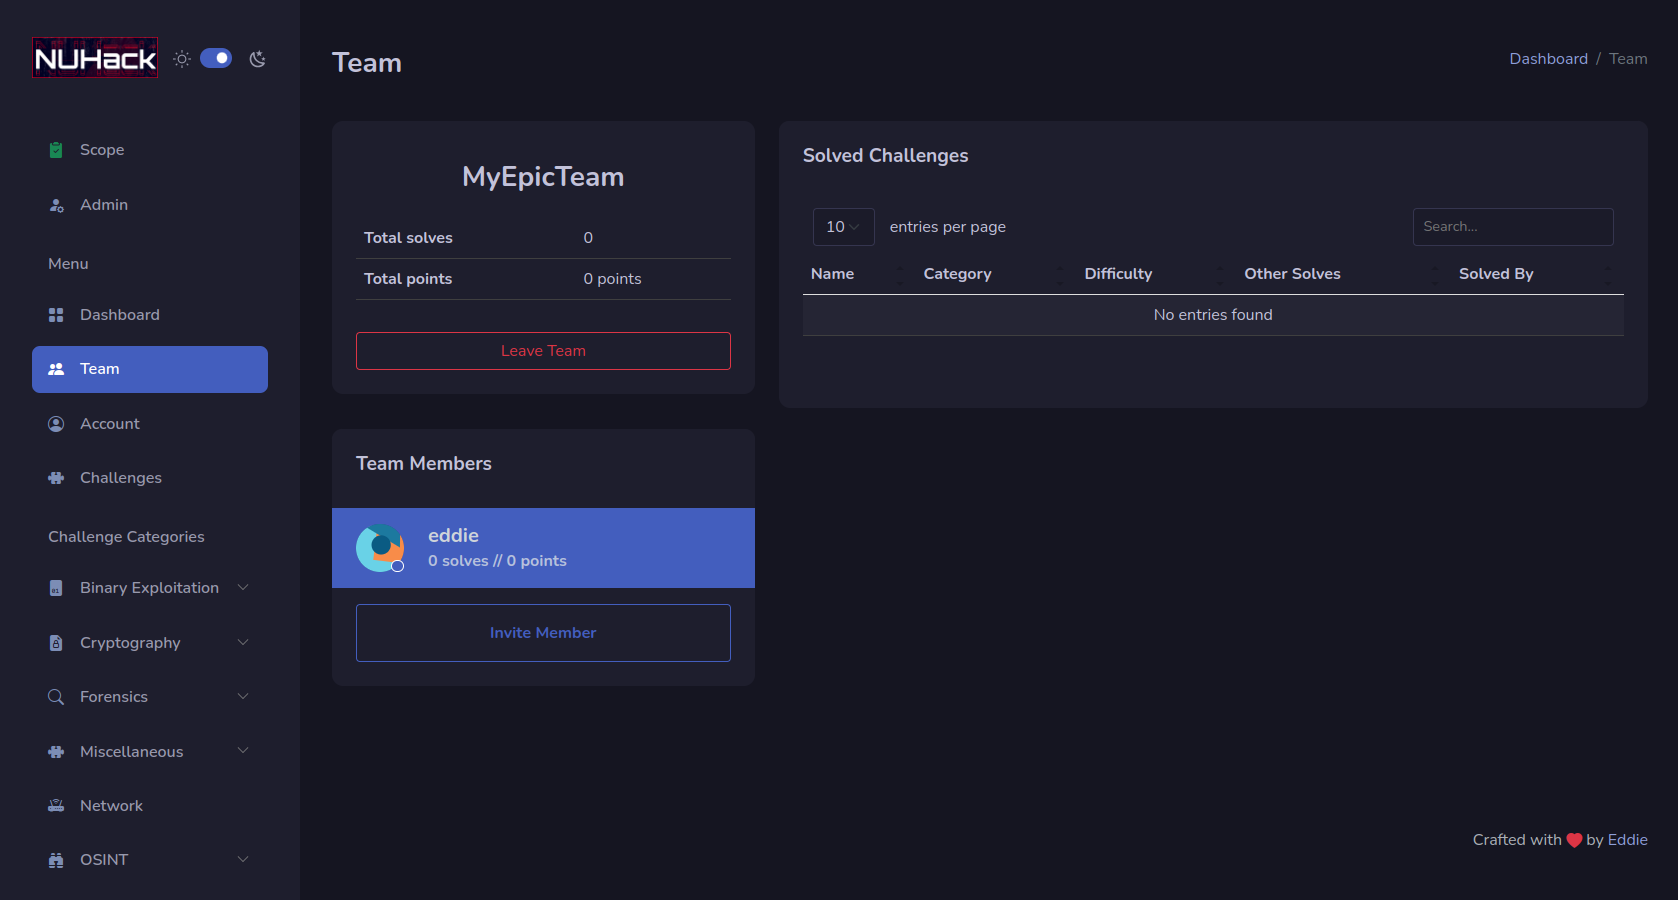 NUHack
Scope
Admin
Menu
Dashboard
Team
Account
Challenges
Challenge Categories
Binary Exploitation
Cryptography
Forensics
Miscellaneous
Network
OSINT
Team
Dashboard / Team
MyEpicTeam
Total solves 0
Total points 0 points
Leave Team
Team Members
eddie
0 solves // 0 points
Invite Member
Solved Challenges
10 entries per page
Search...
Name Category Difficulty Other Solves Solved By
No entries found
Crafted with by Eddie